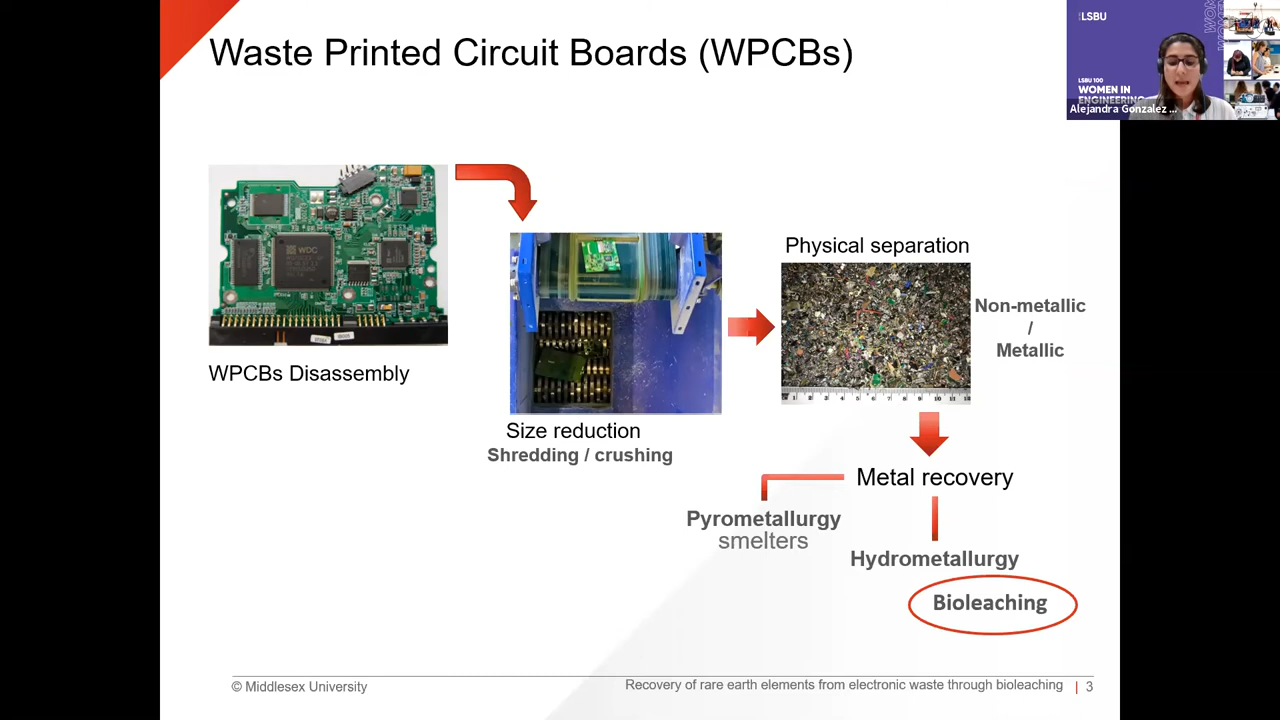 Waste Printed Circuit Boards (WPCBs)
LSBU
LSBU 100
WOMEN IN
ENGINEERING
Alejandra Gonzalez ...
WDC
WPCBs Disassembly
Size reduction
Shredding / crushing
Physical separation
Non-metallic
/
Metallic
Metal recovery
Pyrometallurgy
smelters
Hydrometallurgy
Bioleaching
© Middlesex University
Recovery of rare earth elements from electronic waste through bioleaching | 3